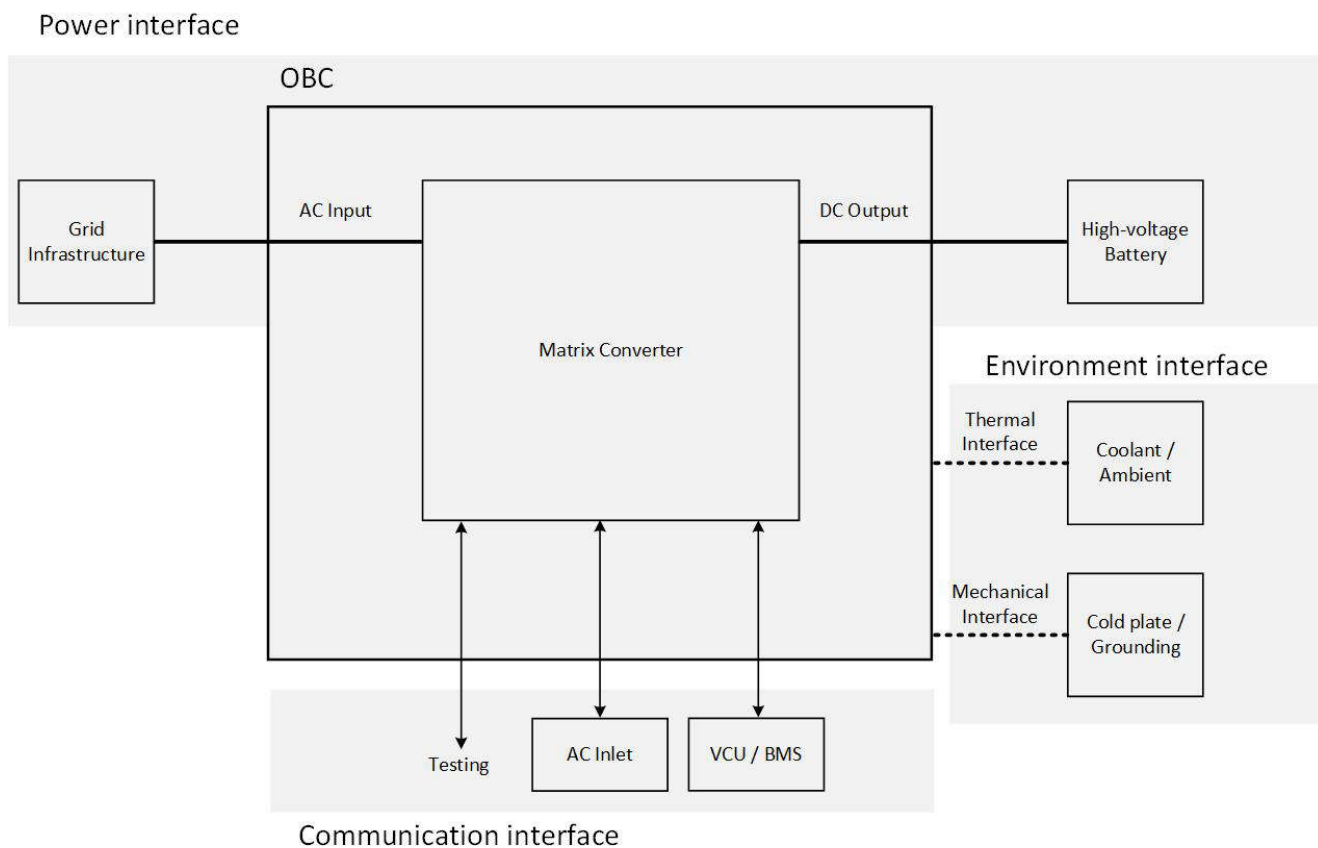 Power interface
OBC
Grid
Infrastructure
AC Input
Matrix Converter
DC Output
High-voltage
Battery
Environment interface
Thermal
Interface
Coolant /
Ambient
Mechanical
Interface
Cold plate /
Grounding
Testing
AC Inlet
VCU / BMS
Communication interface